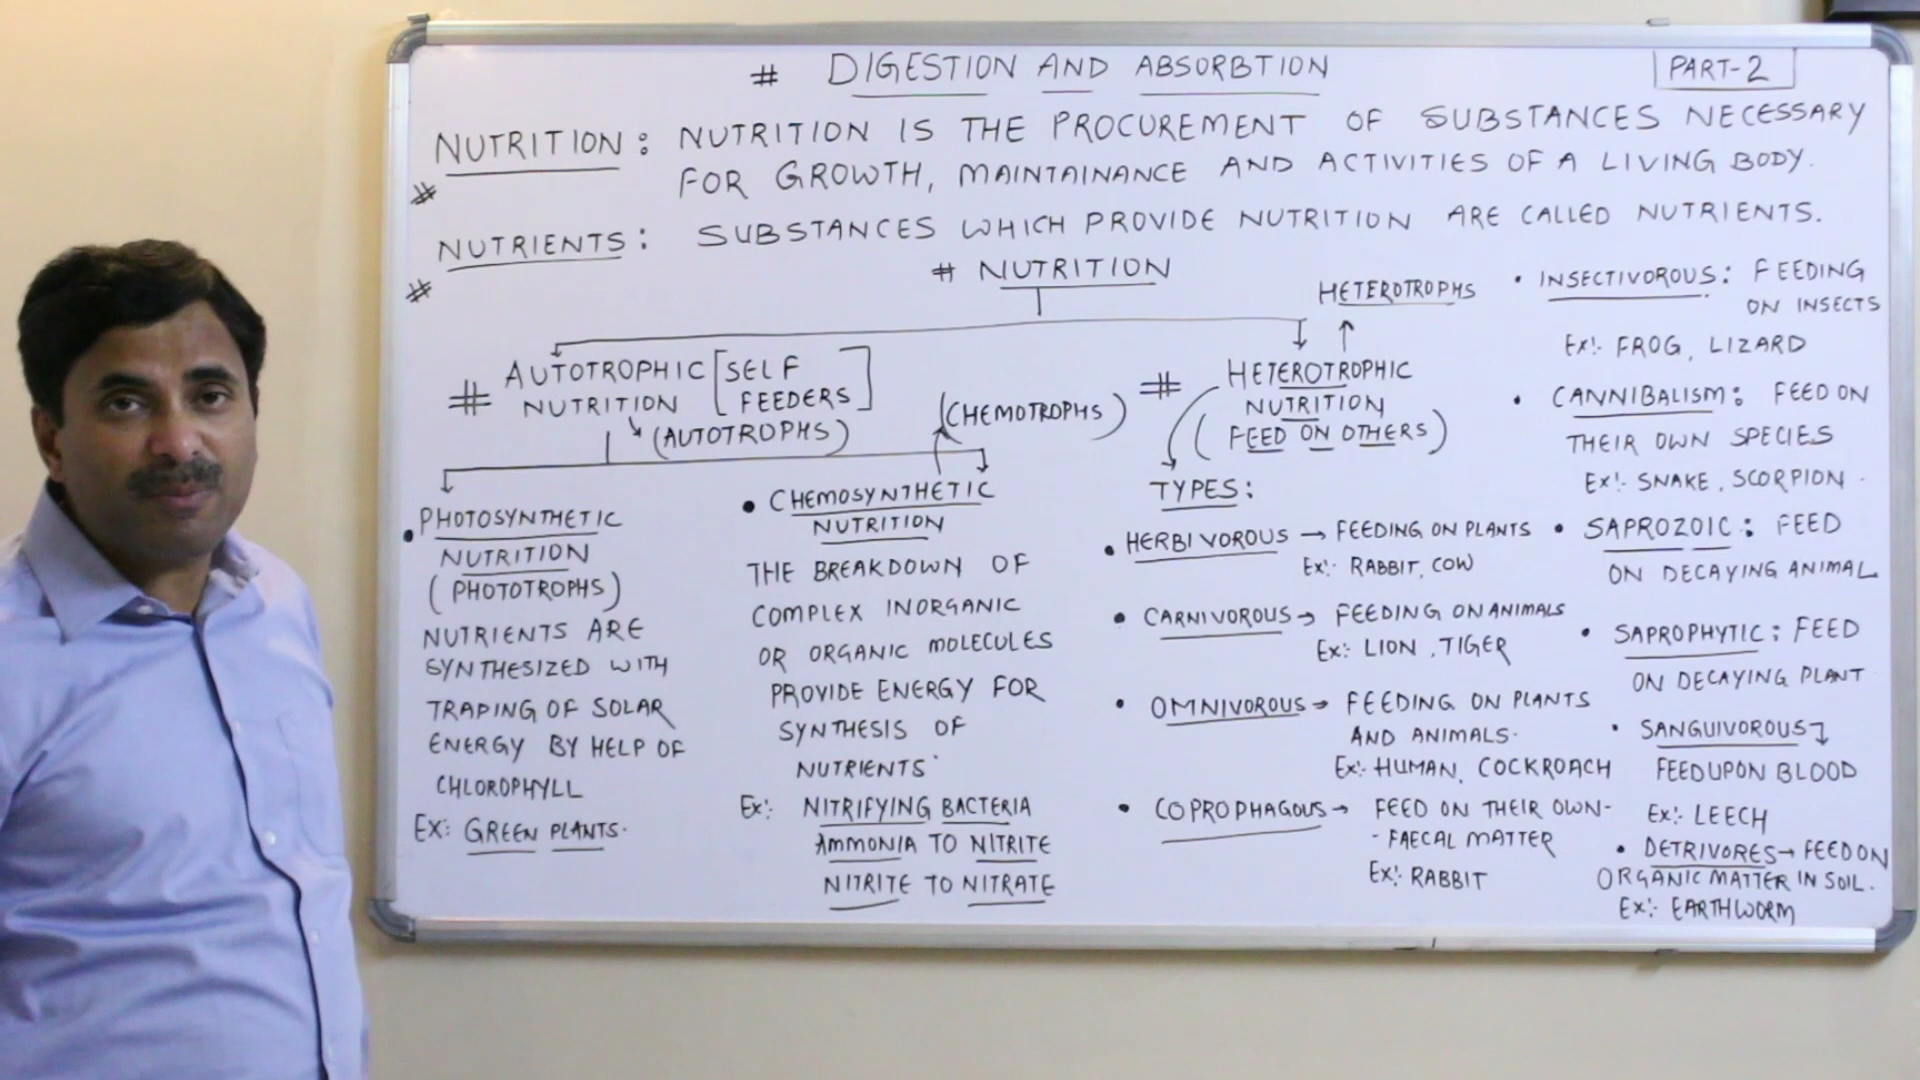 # DIGESTION AND ABSORBTION
PART-2
NUTRITION: NUTRITION IS THE PROCUREMENT OF SUBSTANCES NECESSARY
# FOR GROWTH, MAINTAINANCE AND ACTIVITIES OF A LIVING BODY.
NUTRIENTS: SUBSTANCES WHICH PROVIDE NUTRITION ARE CALLED NUTRIENTS.
#
# NUTRITION
# AUTOTROPHIC [SELF
NUTRITION FEEDERS]
(AUTOTROPHS)
• PHOTOSYNTHETIC
NUTRITION
(PHOTOTROPHS)
NUTRIENTS ARE
SYNTHESIZED WITH
TRAPING OF SOLAR
ENERGY BY HELP OF
CHLOROPHYLL
EX: GREEN PLANTS.
(CHEMOTROPHS)
• CHEMOSYNTHETIC
NUTRITION
THE BREAKDOWN OF
COMPLEX INORGANIC
OR ORGANIC MOLECULES
PROVIDE ENERGY FOR
SYNTHESIS OF
NUTRIENTS.
Ex:- NITRIFYING BACTERIA
AMMONIA TO NITRITE
NITRITE TO NITRATE
HETEROTROPHS
# HETEROTROPHIC
NUTRITION
(FEED ON OTHERS)
TYPES:
• HERBIVOROUS → FEEDING ON PLANTS
Ex:- RABBIT, COW
• CARNIVOROUS → FEEDING ON ANIMALS
Ex:- LION, TIGER
• OMNIVOROUS → FEEDING ON PLANTS
AND ANIMALS.
Ex:- HUMAN, COCKROACH
• COPROPHAGOUS → FEED ON THEIR OWN-
- FAECAL MATTER
Ex:- RABBIT
• INSECTIVOROUS: FEEDING
ON INSECTS
Ex:- FROG, LIZARD
• CANNIBALISM: FEED ON
THEIR OWN SPECIES
Ex:- SNAKE, SCORPION.
• SAPROZOIC: FEED
ON DECAYING ANIMAL
• SAPROPHYTIC: FEED
ON DECAYING PLANT
• SANGUIVOROUS
FEED UPON BLOOD
Ex:- LEECH
• DETRIVORES → FEED ON
ORGANIC MATTER IN SOIL.
Ex:- EARTHWORM